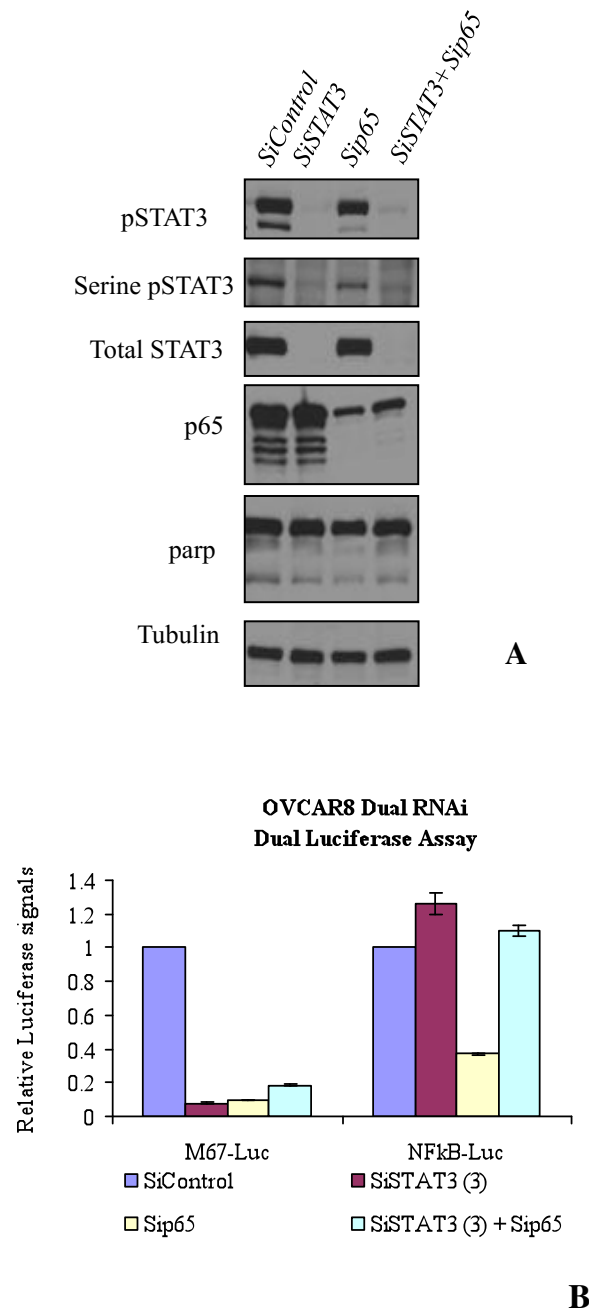 SiControl
SiSTAT3
Sip65
SiSTAT3+ Sip65
pSTAT3
Serine pSTAT3
Total STAT3
p65
parp
Tubulin
A
OVCAR8 Dual RNAi
Dual Luciferase Assay
Relative Luciferase signals
1.4
1.2
1
0.8
0.6
0.4
0.2
0
M67-Luc
NFkB-Luc
SiControl
SiSTAT3 (3)
Sip65
SiSTAT3 (3) + Sip65
B